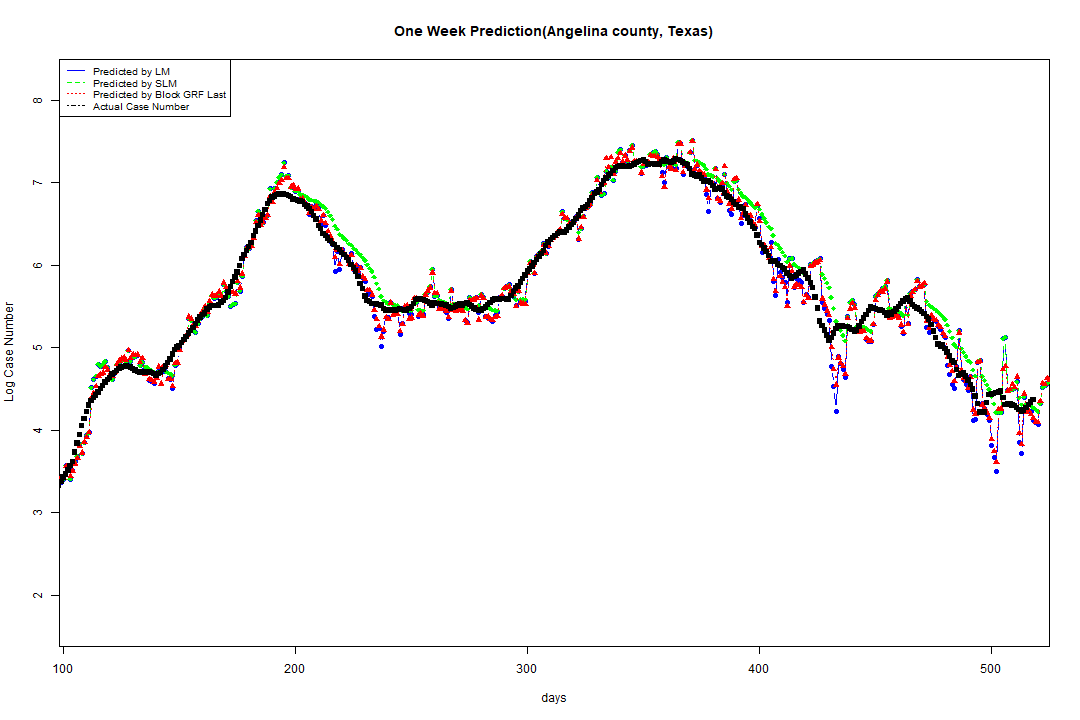 One Week Prediction(Angelina county, Texas)
Predicted by LM
Predicted by SLM
Predicted by Block GRF Last
Actual Case Number
8
7
6
5
4
3
2
Log Case Number
100 200 300 400 500
days